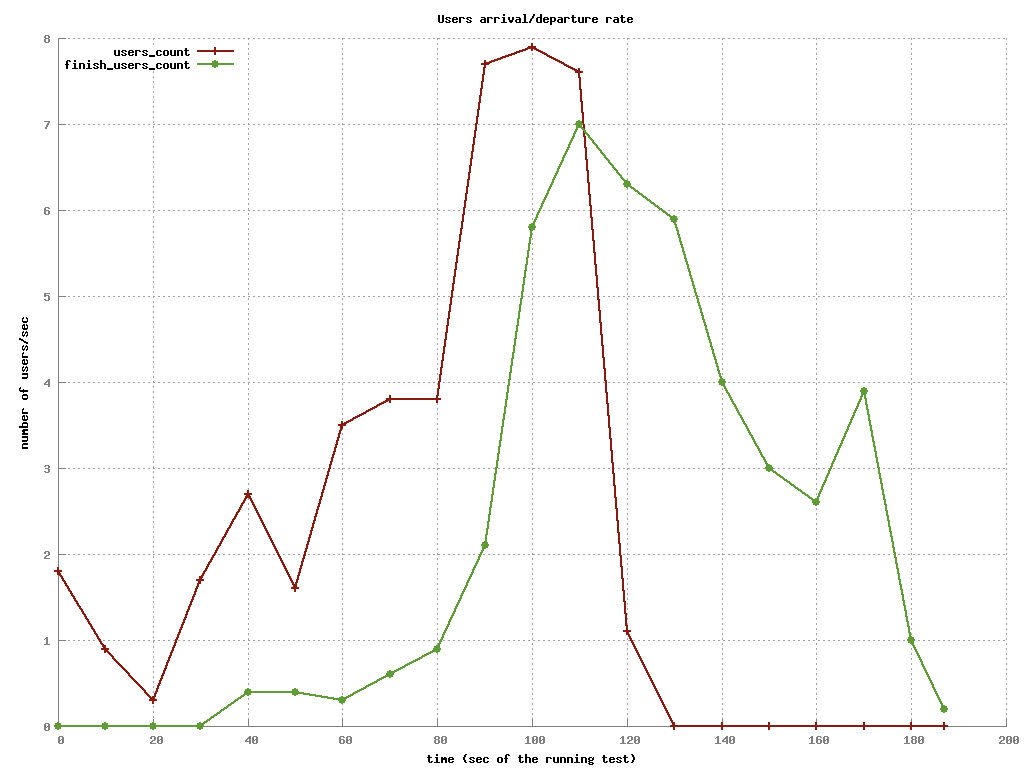 Users arrival/departure rate
users_count
finish_users_count
8
7
6
5
4
3
2
1
0
number of users/sec
0 20 40 60 80 100 120 140 160 180 200
time (sec of the running test)